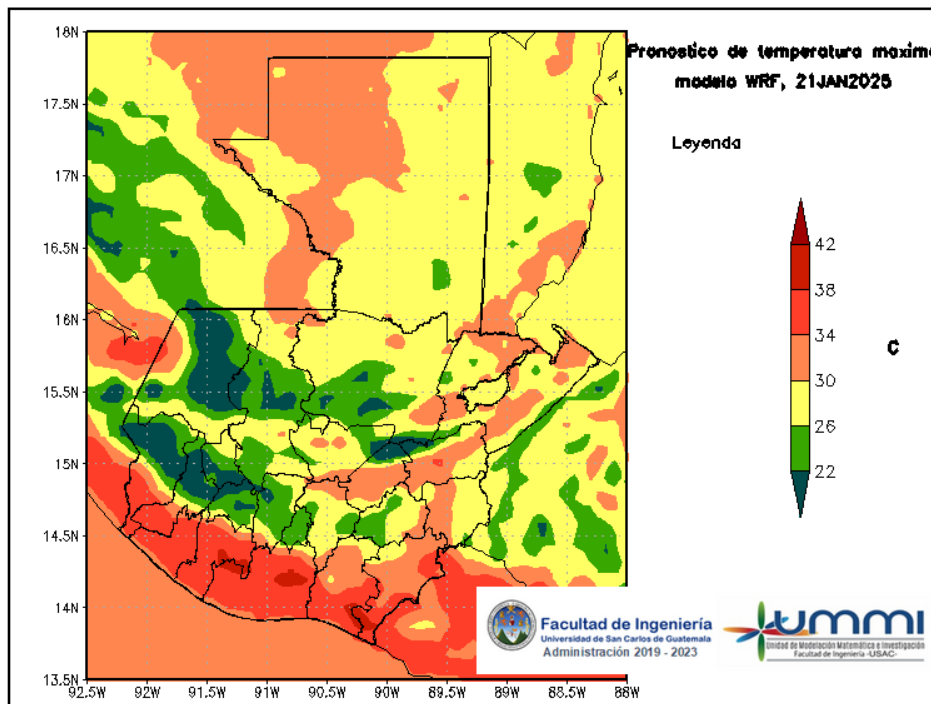 Pronostico de temperatura maxima
modelo WRF, 21JAN2025
Leyenda
18N
17.5N
17N
16.5N
16N
15.5N
15N
14.5N
14N
13.5N
92.5W
92W
91.5W
91W
90.5W
90W
89.5W
89W
88.5W
88W
42
38
34
30
26
22
C
Facultad de Ingeniería
Universidad de San Carlos de Guatemala
Administración 2019 - 2023
UMMI
Unidad de Modelación Matemática e Investigación
Facultad de Ingeniería -USAC-